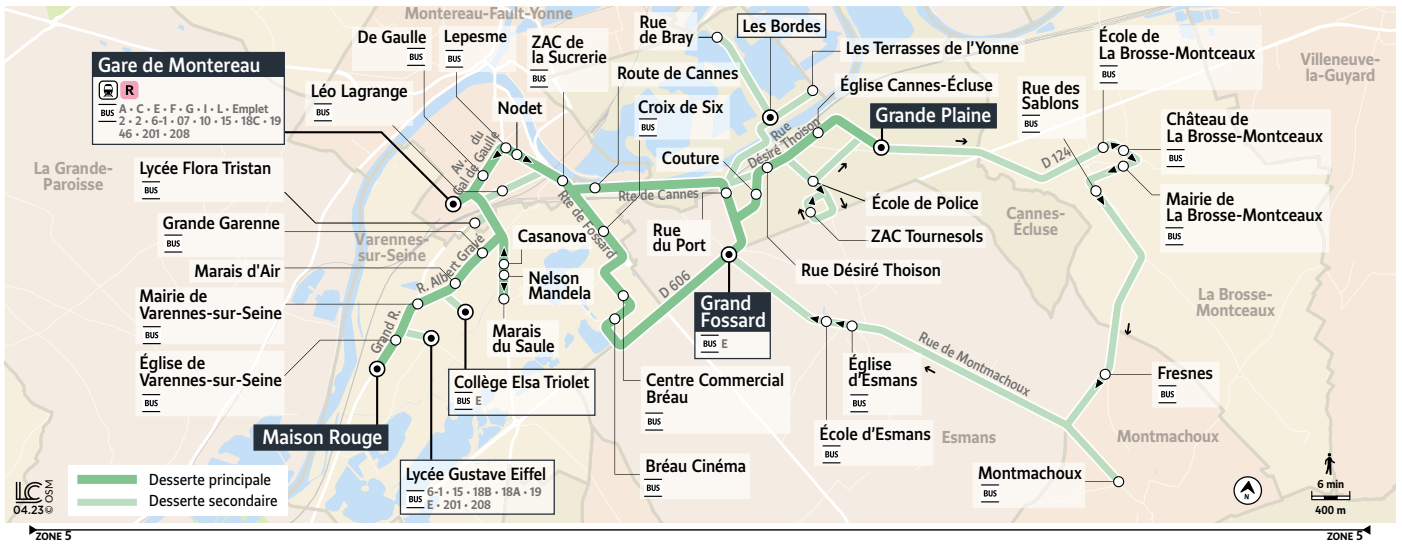 Montereau-Fault-Yonne
Gare de Montereau
R
BUS A • C • E • F • G • I • L • Emplet
2 • 2 • 6-1 • 07 • 10 • 15 • 18C • 19
46 • 201 • 208
Léo Lagrange
BUS
De Gaulle
BUS
Lepesme
BUS
Nodet
ZAC de
la Sucrerie
BUS
Route de Cannes
Croix de Six
BUS
Rue
de Bray
Les Bordes
Les Terrasses de l'Yonne
Église Cannes-Écluse
Grande Plaine
Rue des
Sablons
BUS
École de
La Brosse-Montceaux
BUS
Villeneuve-
la-Guyard
Château de
La Brosse-Montceaux
BUS
Mairie de
La Brosse-Montceaux
BUS
D 124
La Grande-
Paroisse
Av. du
Gal de Gaulle
Lycée Flora Tristan
BUS
Grande Garenne
BUS
Varennes-
sur-Seine
Marais d'Air
R. Albert Gravé
Mairie de
Varennes-sur-Seine
BUS
Grand R.
Église de
Varennes-sur-Seine
BUS
Casanova
Nelson
Mandela
Marais
du Saule
Rte de Fossard
Rte de Cannes
Couture
Rue
Désiré Thoison
Rue
du Port
École de Police
ZAC Tournesols
Rue Désiré Thoison
Cannes-
Écluse
La Brosse-
Montceaux
D 606
Grand
Fossard
BUS E
Collège Elsa Triolet
BUS E
Maison Rouge
Lycée Gustave Eiffel
BUS 6-1 • 15 • 18B • 18A • 19
E • 201 • 208
Centre Commercial
Bréau
BUS
Bréau Cinéma
BUS
Église
d'Esmans
BUS
École d'Esmans
BUS
Rue de Montmachoux
Esmans
Fresnes
BUS
Montmachoux
Montmachoux
BUS
Desserte principale
Desserte secondaire
LC
04.23 © OSM
N
6 min
400 m
ZONE 5
ZONE 5